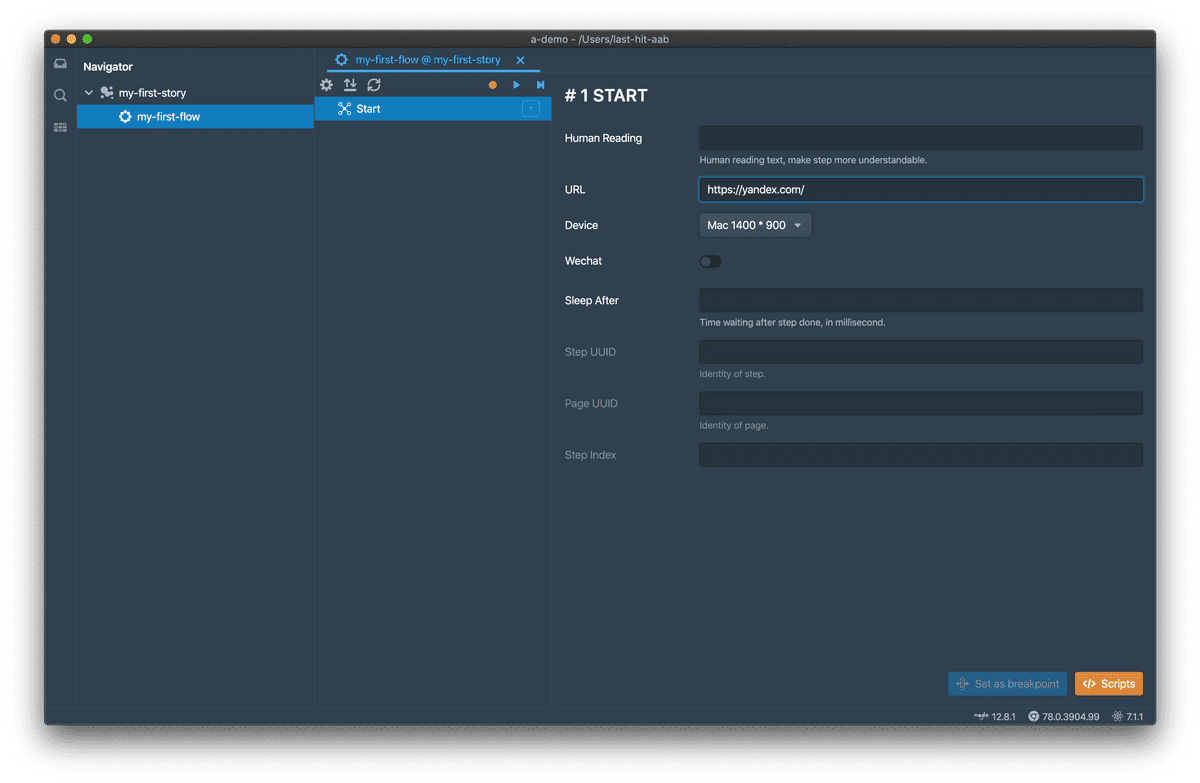 a-demo - /Users/last-hit-aab
Navigator
my-first-story
my-first-flow
my-first-flow @ my-first-story
Start
# 1 START
Human Reading
Human reading text, make step more understandable.
URL
https://yandex.com/
Device
Mac 1400 * 900
Wechat
Sleep After
Time waiting after step done, in millisecond.
Step UUID
Identity of step.
Page UUID
Identity of page.
Step Index
Set as breakpoint
Scripts
node 12.8.1
78.0.3904.99
7.1.1